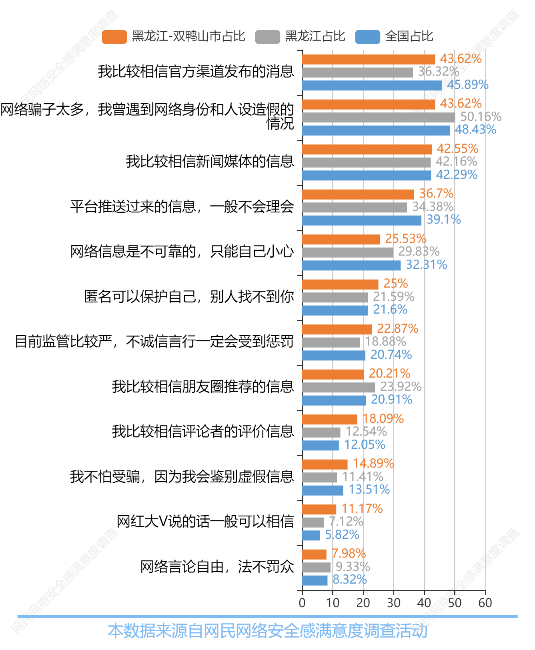 黑龙江-双鸭山市占比 黑龙江占比 全国占比
我比较相信官方渠道发布的消息 43.62% 36.32% 45.89%
网络骗子太多，我曾遇到网络身份和人设造假的
情况 43.62% 50.16% 48.43%
我比较相信新闻媒体的信息 42.55% 42.16% 42.29%
平台推送过来的信息，一般不会理会 36.7% 34.38% 39.1%
网络信息是不可靠的，只能自己小心 25.53% 29.83% 32.31%
匿名可以保护自己，别人找不到你 25% 21.59% 21.6%
目前监管比较严，不诚信言行一定会受到惩罚 22.87% 18.88% 20.74%
我比较相信朋友圈推荐的信息 20.21% 23.92% 20.91%
我比较相信评论者的评价信息 18.09% 12.54% 12.05%
我不怕受骗，因为我会鉴别虚假信息 14.89% 11.41% 13.51%
网红大V说的话一般可以相信 11.17% 7.12% 5.82%
网络言论自由，法不罚众 7.98% 9.33% 8.32%
0 10 20 30 40 50 60
本数据来源自网民网络安全感满意度调查活动